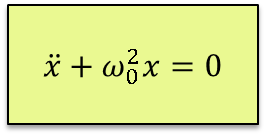 ẍ + ω₀²x = 0